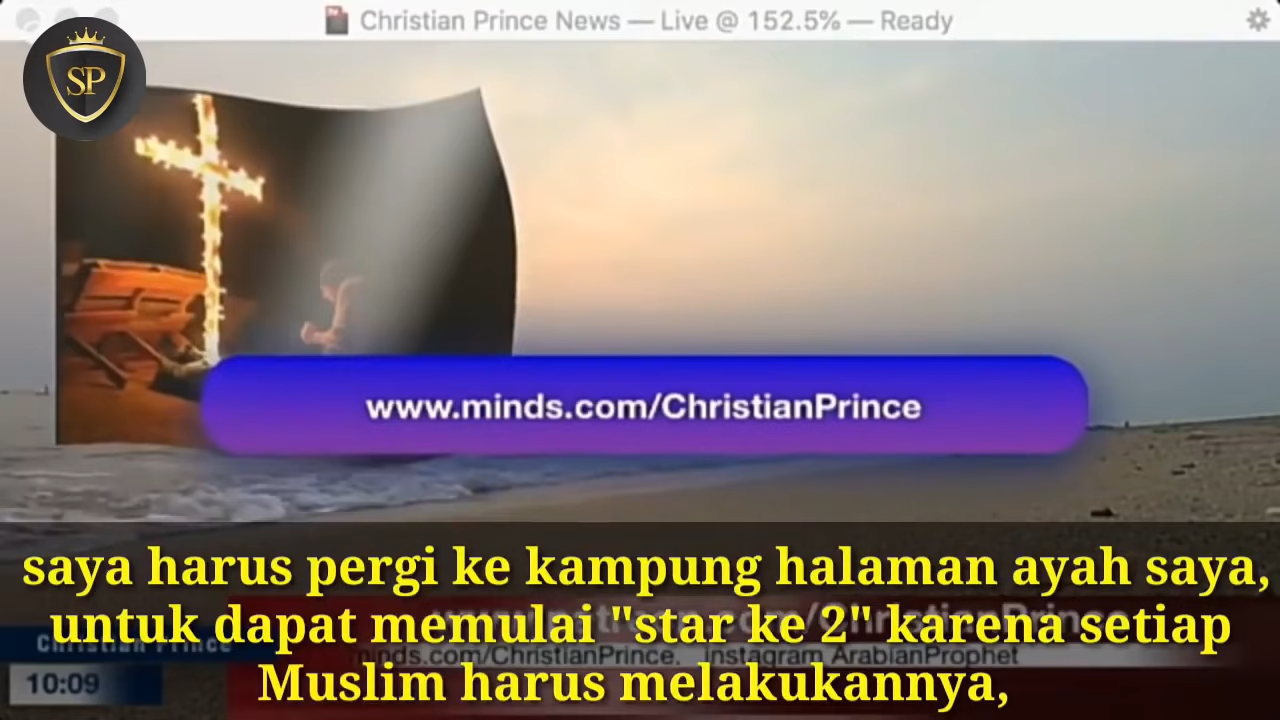 Christian Prince News — Live @ 152.5% — Ready
SP
www.minds.com/ChristianPrince
saya harus pergi ke kampung halaman ayah saya,
untuk dapat memulai "star ke 2" karena setiap
Muslim harus melakukannya,
Christian Prince
minds.com/ChristianPrince, Instagram ArabianProphet
10:09